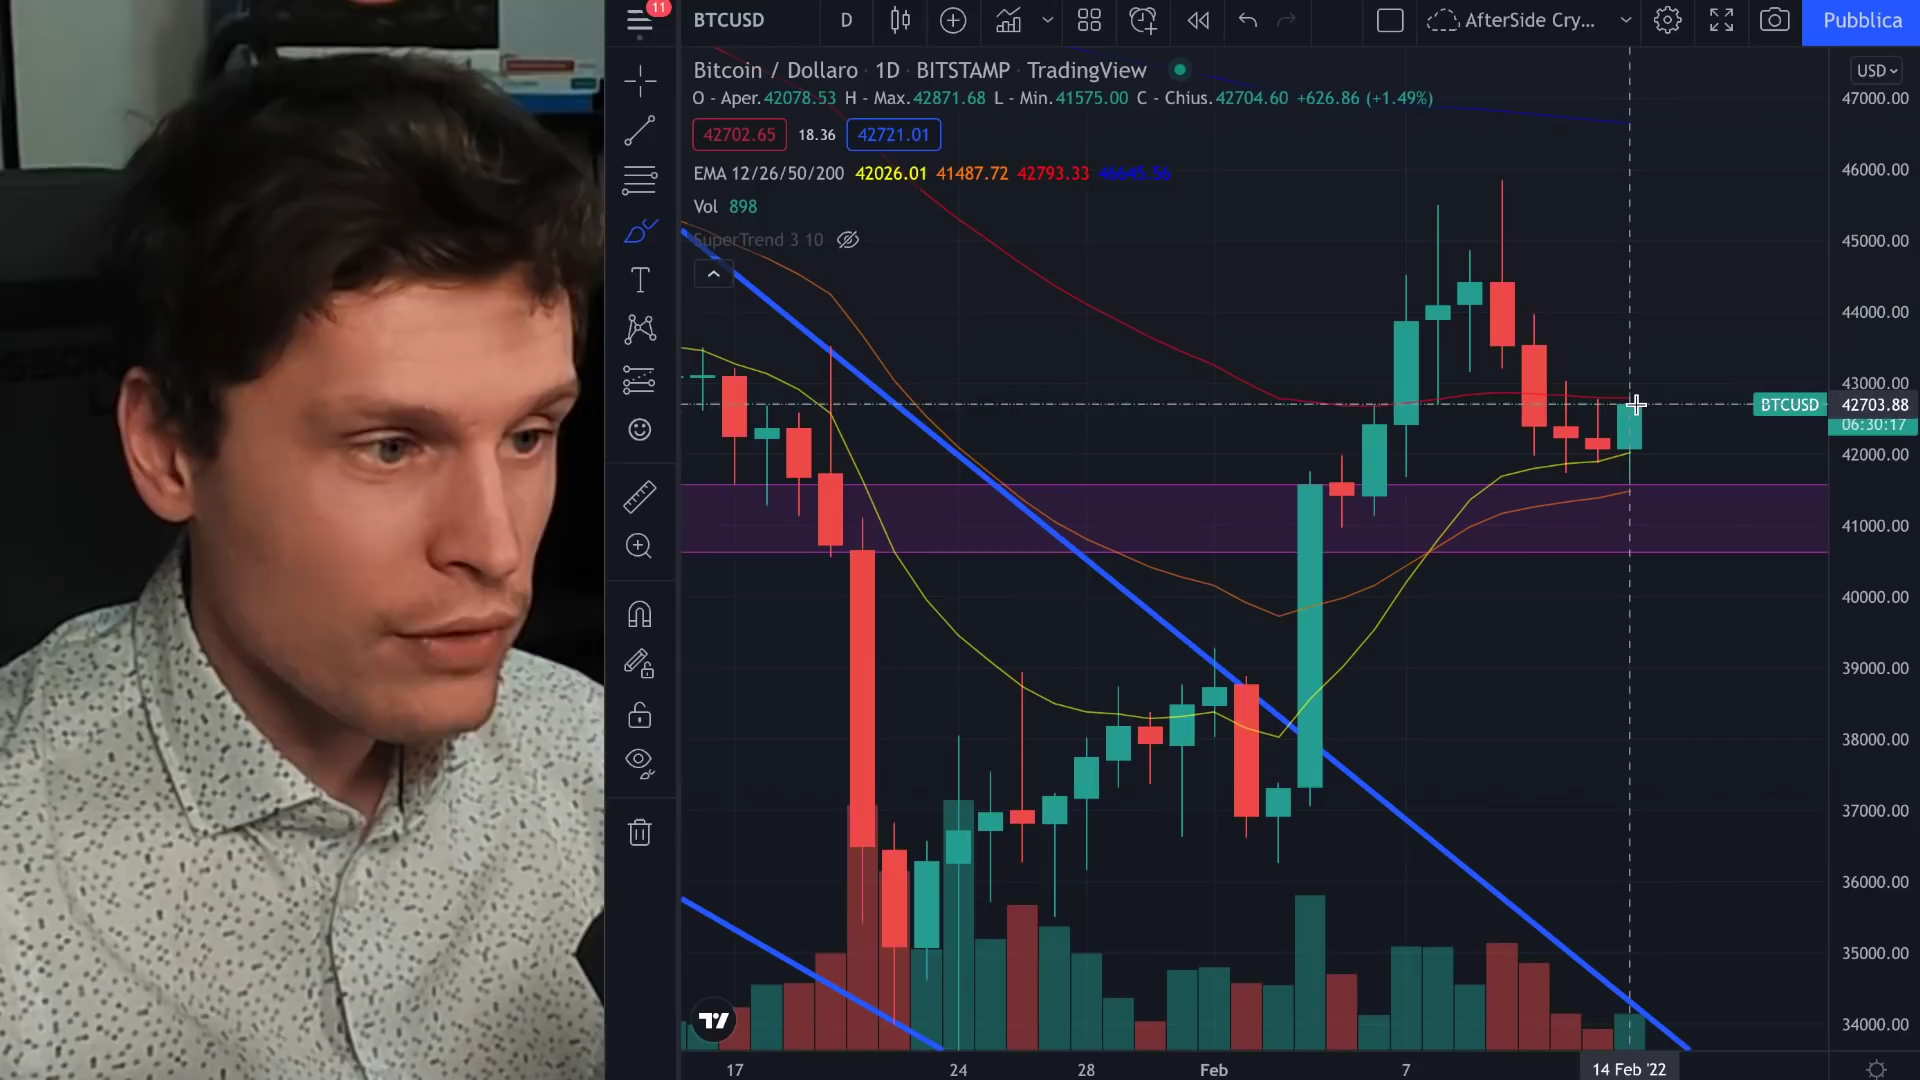 11
BTCUSD D AfterSide Cry... Pubblica
Bitcoin / Dollaro · 1D · BITSTAMP · TradingView
O - Aper.42078.53 H - Max.42871.68 L - Min.41575.00 C - Chius.42704.60 +626.86 (+1.49%)
42702.65 18.36 42721.01
EMA 12/26/50/200 42026.01 41487.72 42793.33 46645.56
Vol 898
SuperTrend 3 10
USD
47000.00
46000.00
45000.00
44000.00
43000.00
BTCUSD 42703.88
06:30:17
42000.00
41000.00
40000.00
39000.00
38000.00
37000.00
36000.00
35000.00
34000.00
17 24 28 Feb 7 14 Feb '22